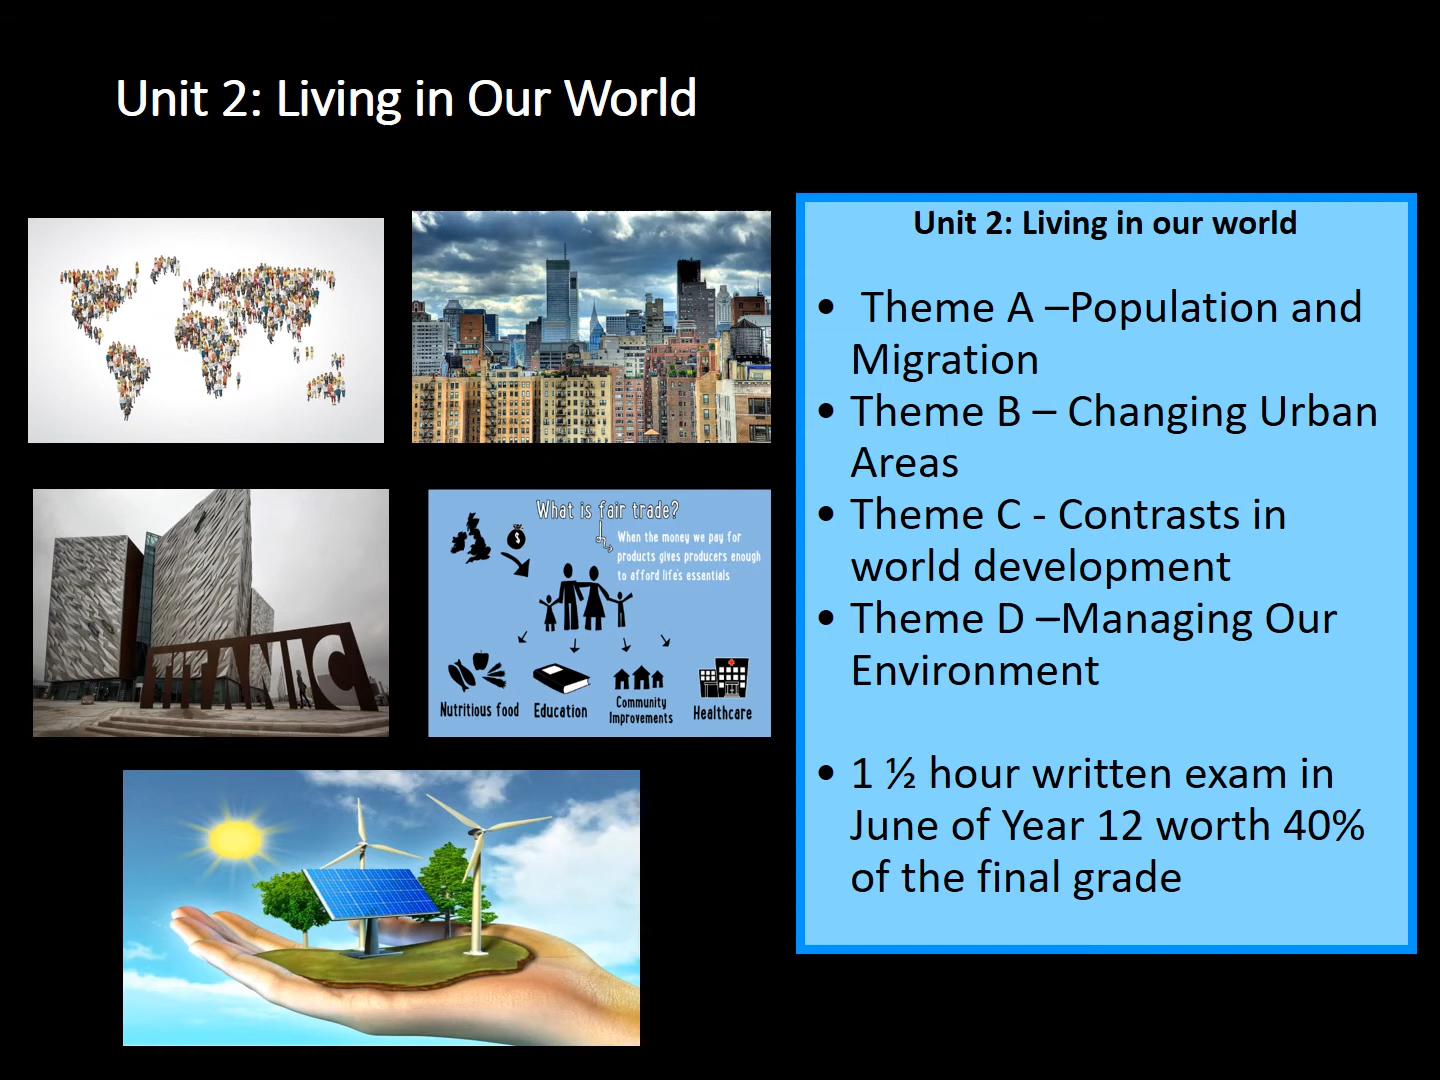 Unit 2: Living in Our World
TITANIC
What is fair trade?
When the money we pay for
products gives producers enough
to afford life's essentials
$
Nutritious food
Education
Community
Improvements
Healthcare
Unit 2: Living in our world
• Theme A –Population and
Migration
• Theme B – Changing Urban
Areas
• Theme C - Contrasts in
world development
• Theme D –Managing Our
Environment
• 1 ½ hour written exam in
June of Year 12 worth 40%
of the final grade